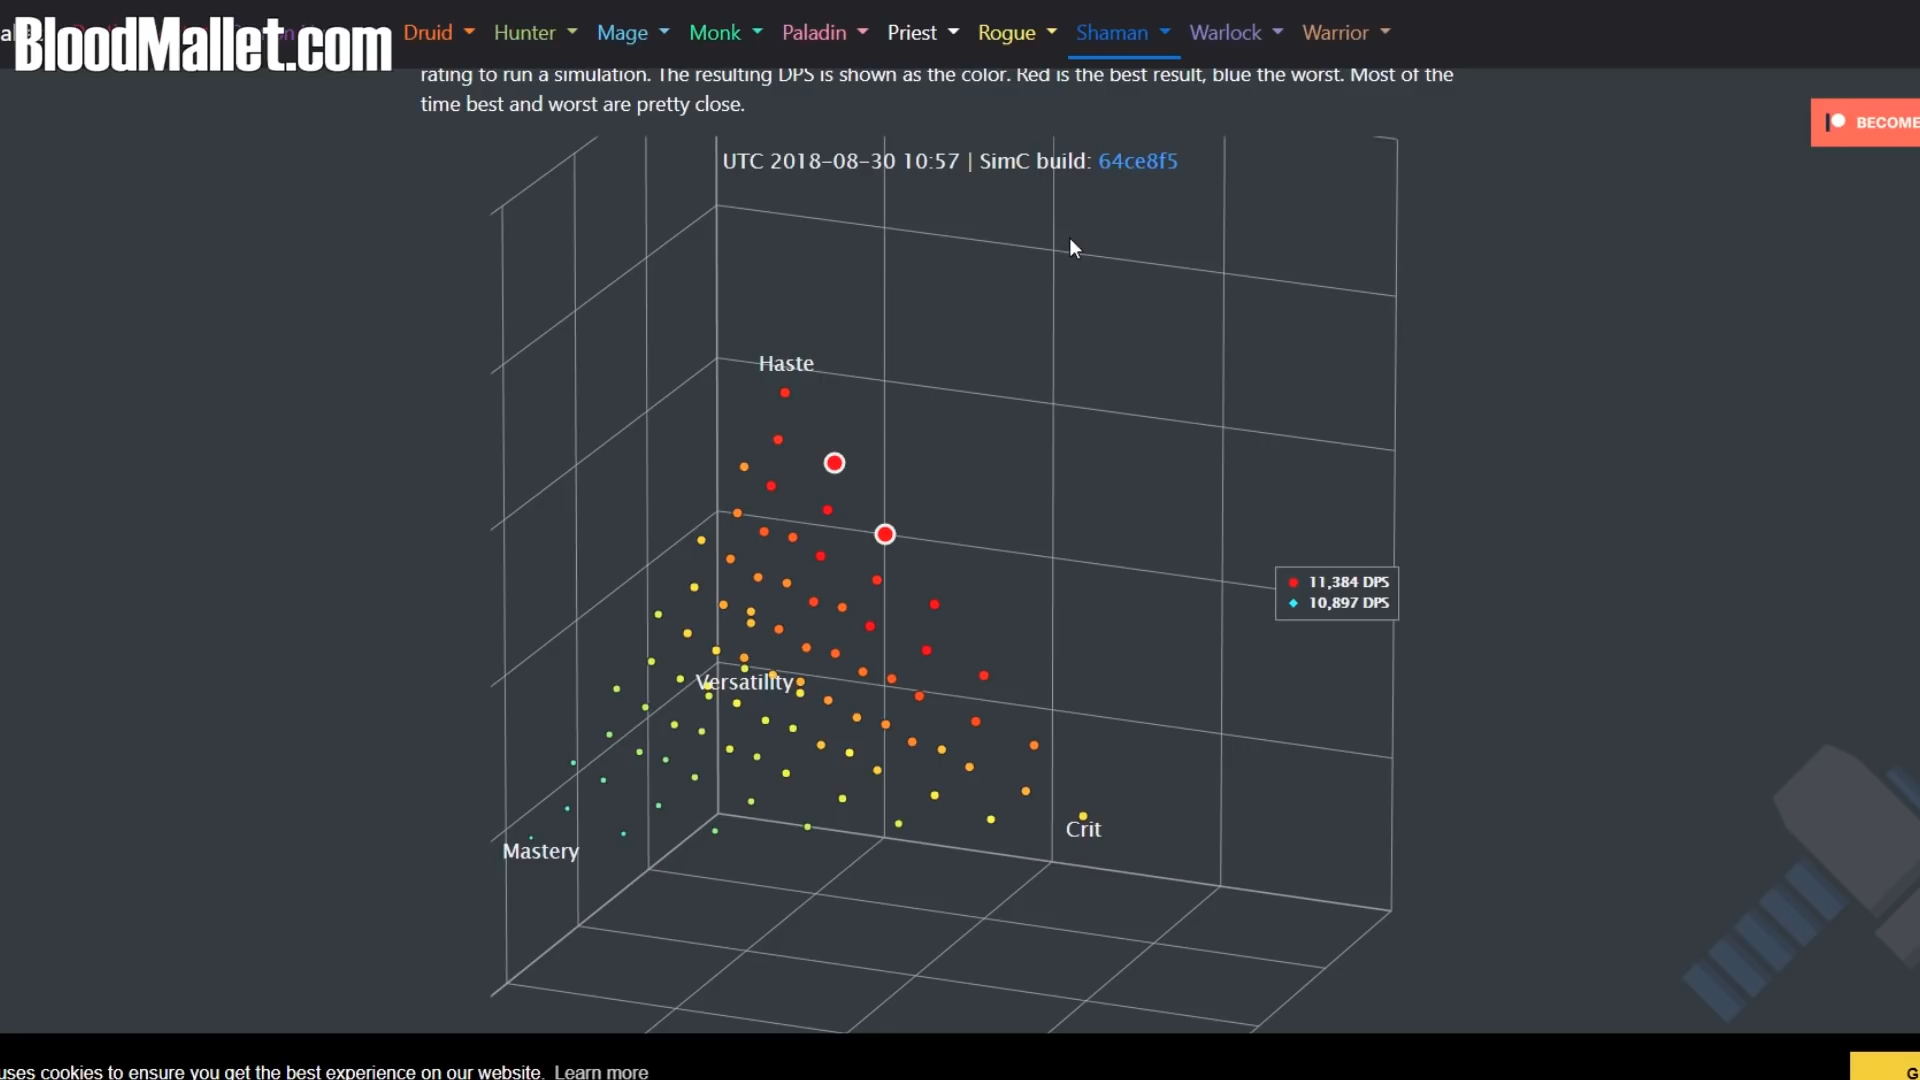 BloodMallet.com
Druid Hunter Mage Monk Paladin Priest Rogue Shaman Warlock Warrior
rating to run a simulation. The resulting DPS is shown as the color. Red is the best result, blue the worst. Most of the
time best and worst are pretty close.
BECOME
UTC 2018-08-30 10:57 | SimC build: 64ce8f5
Haste
11,384 DPS
10,897 DPS
Versatility
Crit
Mastery
uses cookies to ensure you get the best experience on our website. Learn more
G